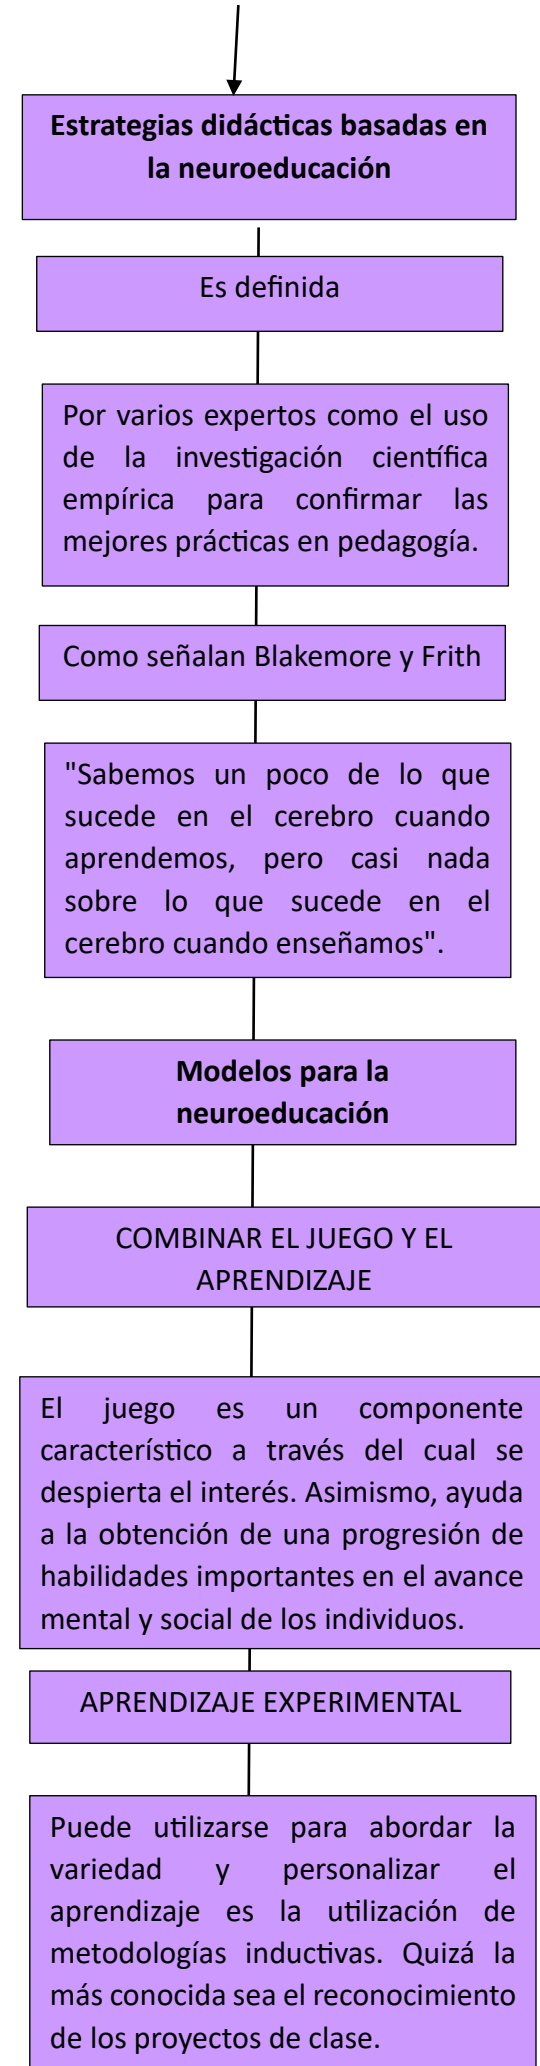 Estrategias didácticas basadas en
la neuroeducación
Es definida
Por varios expertos como el uso
de la investigación científica
empírica para confirmar las
mejores prácticas en pedagogía.
Como señalan Blakemore y Frith
"Sabemos un poco de lo que
sucede en el cerebro cuando
aprendemos, pero casi nada
sobre lo que sucede en el
cerebro cuando enseñamos".
Modelos para la
neuroeducación
COMBINAR EL JUEGO Y EL
APRENDIZAJE
El juego es un componente
característico a través del cual se
despierta el interés. Asimismo, ayuda
a la obtención de una progresión de
habilidades importantes en el avance
mental y social de los individuos.
APRENDIZAJE EXPERIMENTAL
Puede utilizarse para abordar la
variedad y personalizar el
aprendizaje es la utilización de
metodologías inductivas. Quizá la
más conocida sea el reconocimiento
de los proyectos de clase.